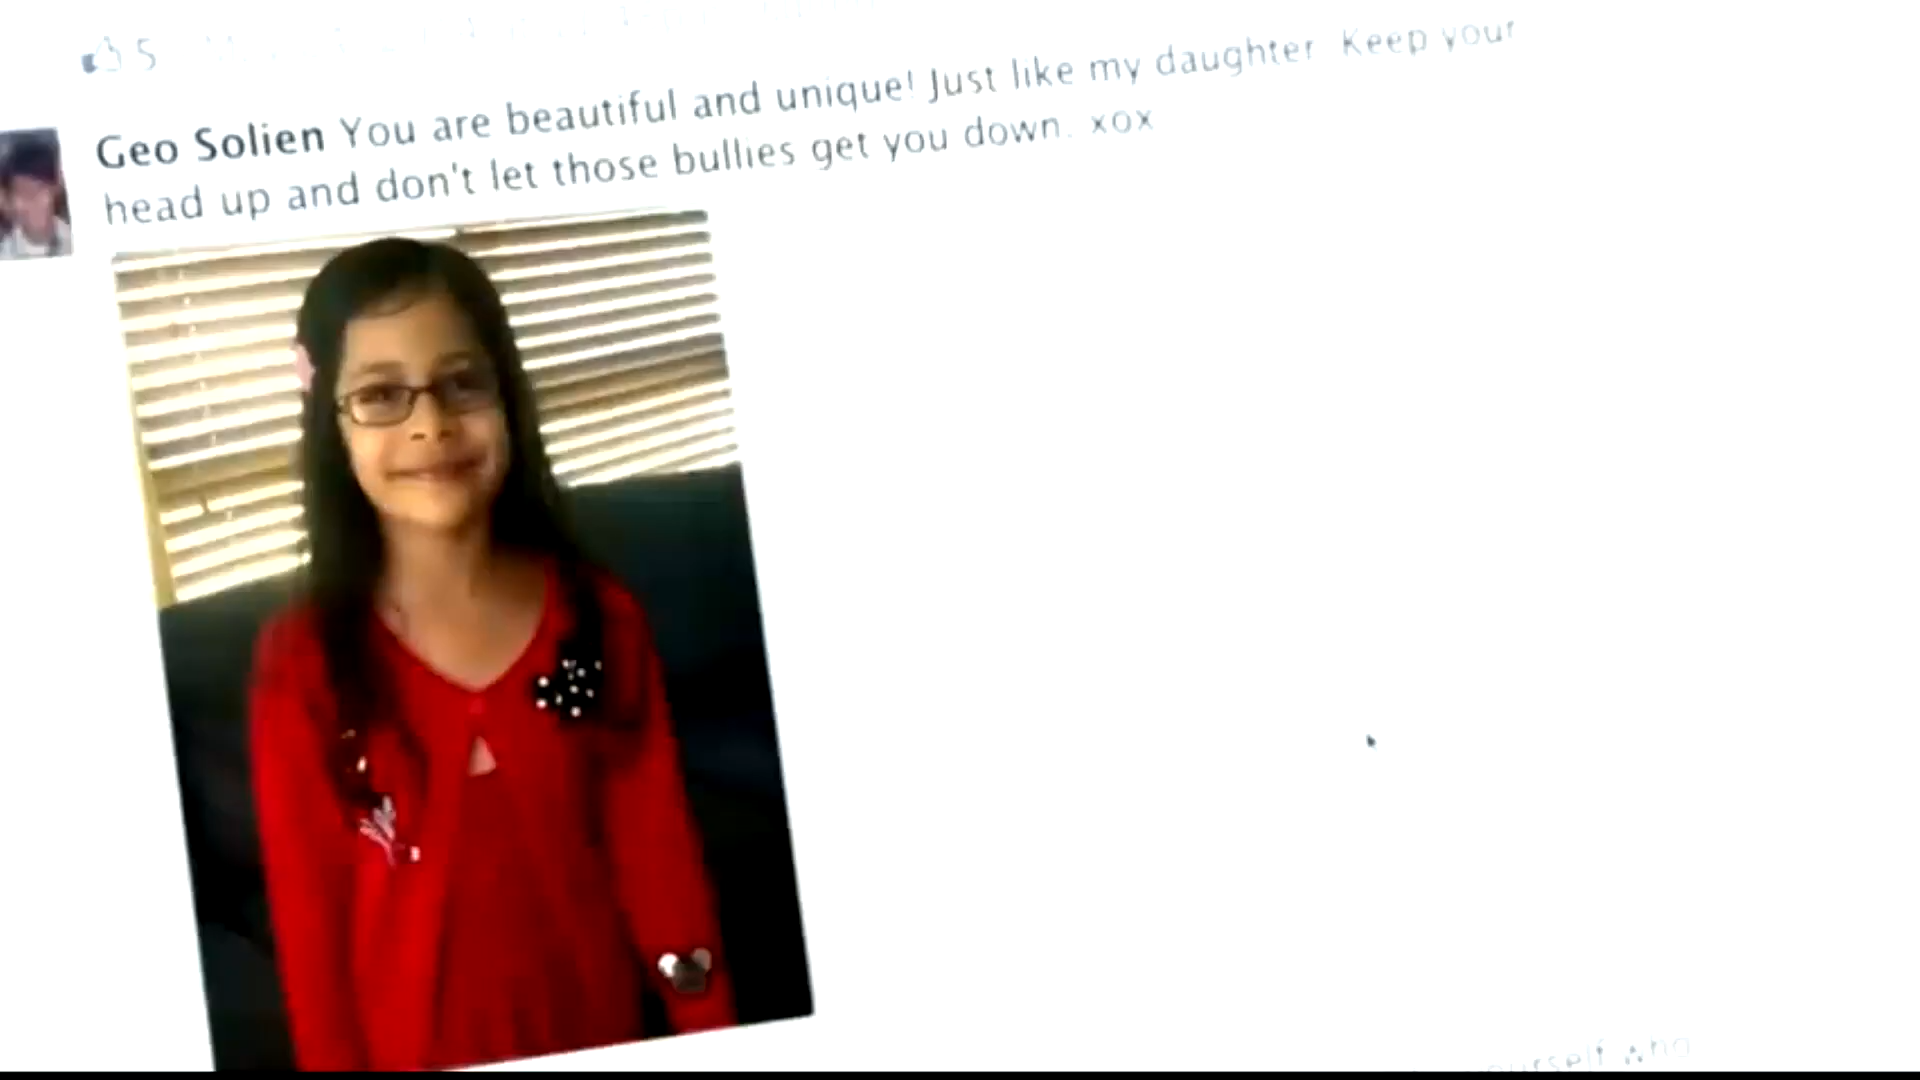 5
Geo Solien You are beautiful and unique! Just like my daughter Keep your
head up and don't let those bullies get you down. xox